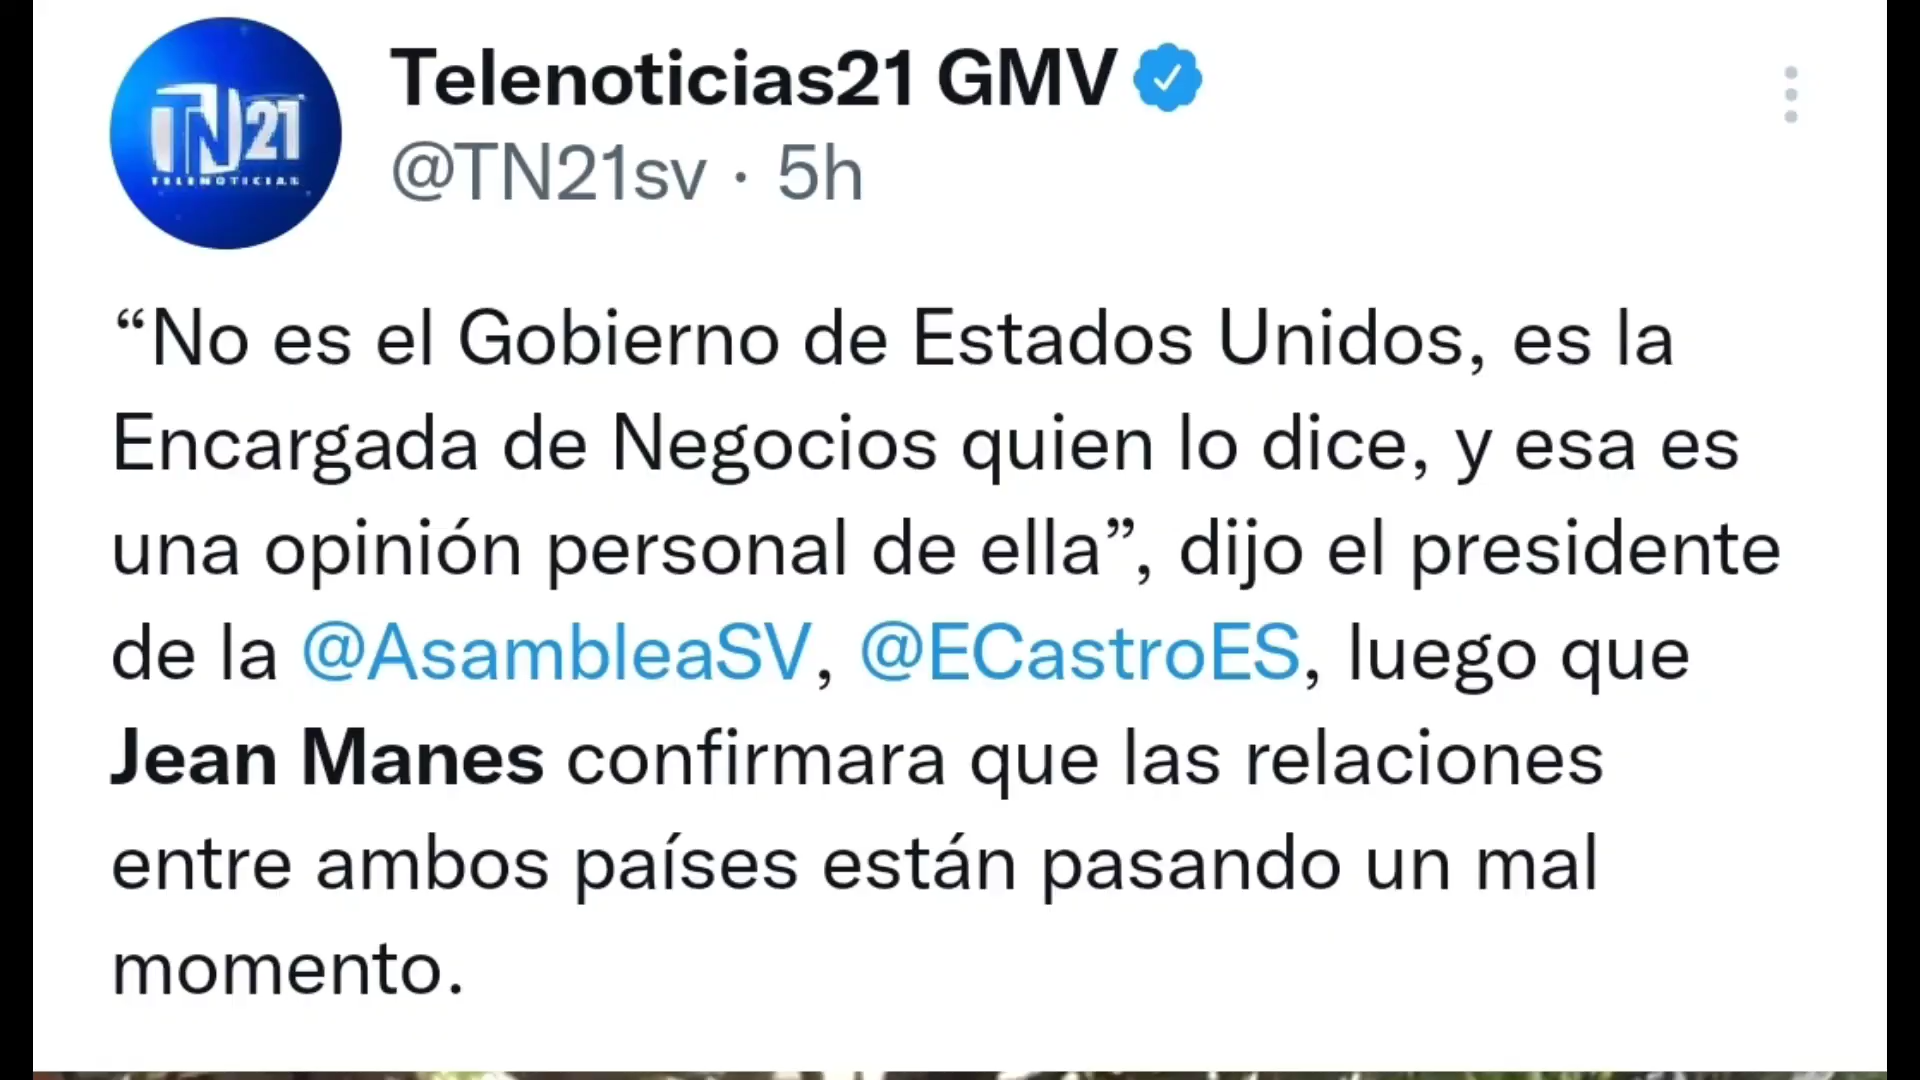 TN21
TELENOTICIAS
Telenoticias21 GMV
@TN21sv · 5h
“No es el Gobierno de Estados Unidos, es la
Encargada de Negocios quien lo dice, y esa es
una opinión personal de ella”, dijo el presidente
de la @AsambleaSV, @ECastroES, luego que
Jean Manes confirmara que las relaciones
entre ambos países están pasando un mal
momento.